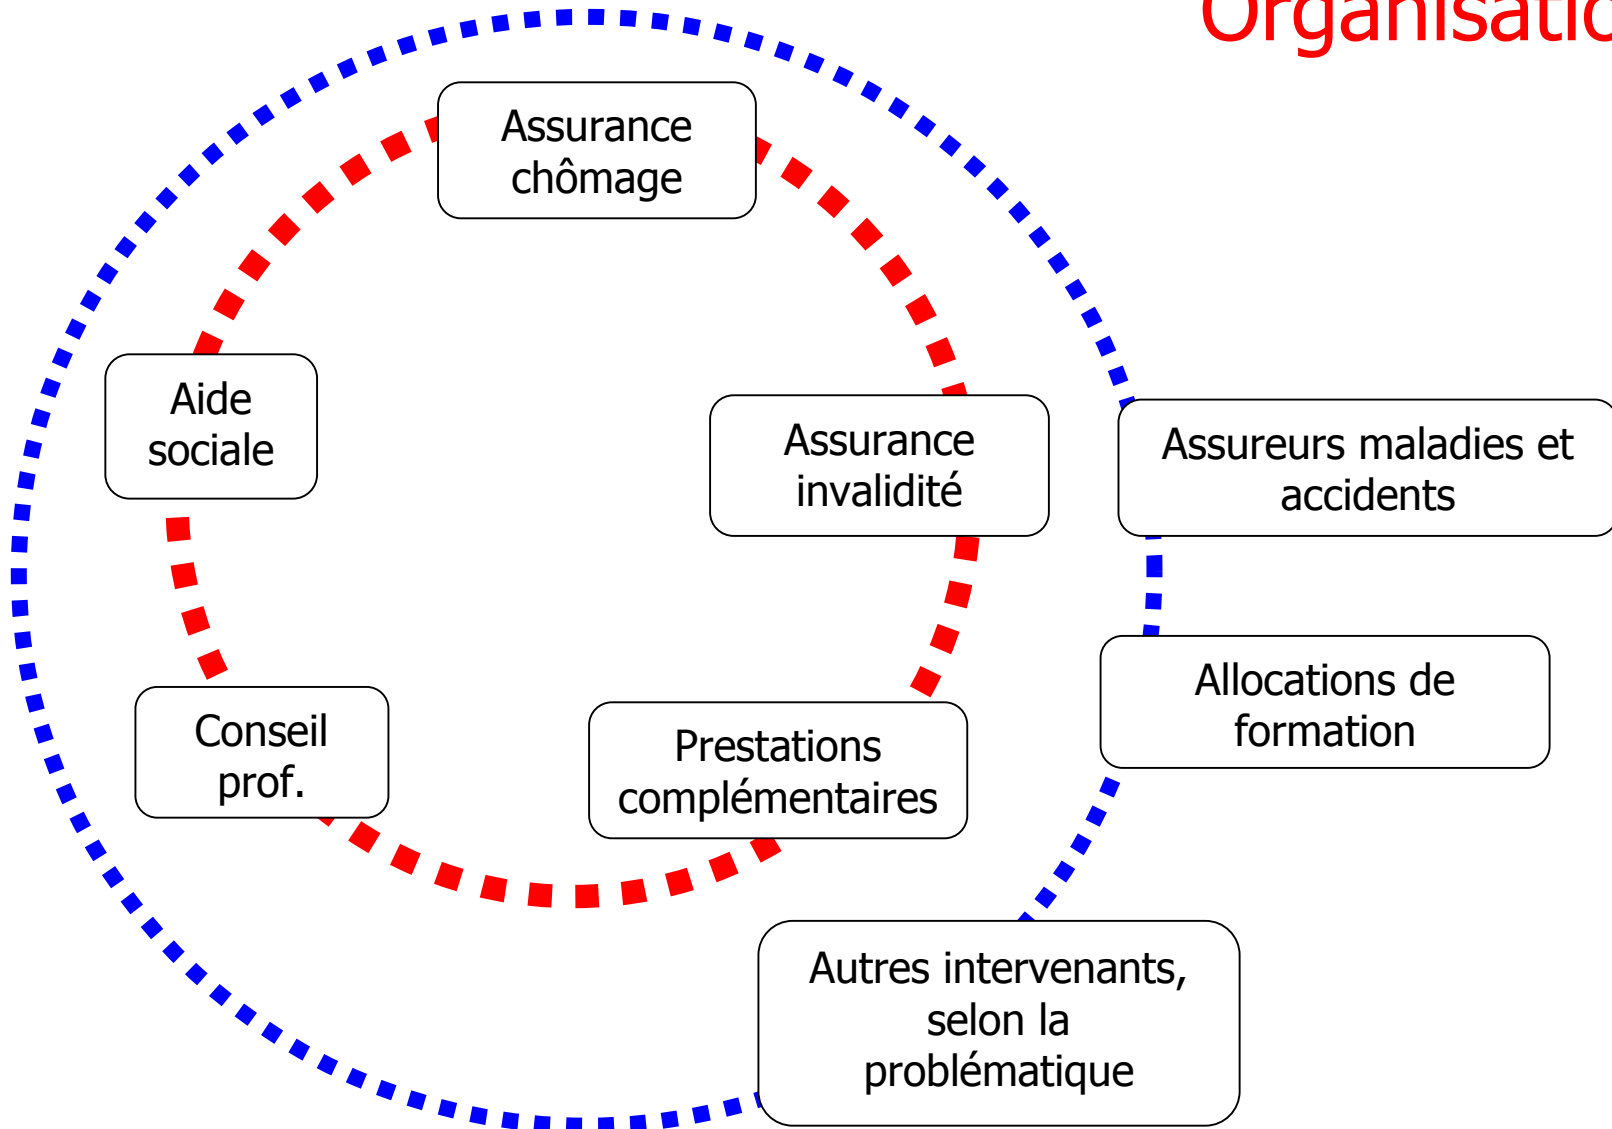 Organisatio
Assurance
chômage
Aide
sociale
Assurance
invalidité
Assureurs maladies et
accidents
Allocations de
formation
Conseil
prof.
Prestations
complémentaires
Autres intervenants,
selon la
problématique